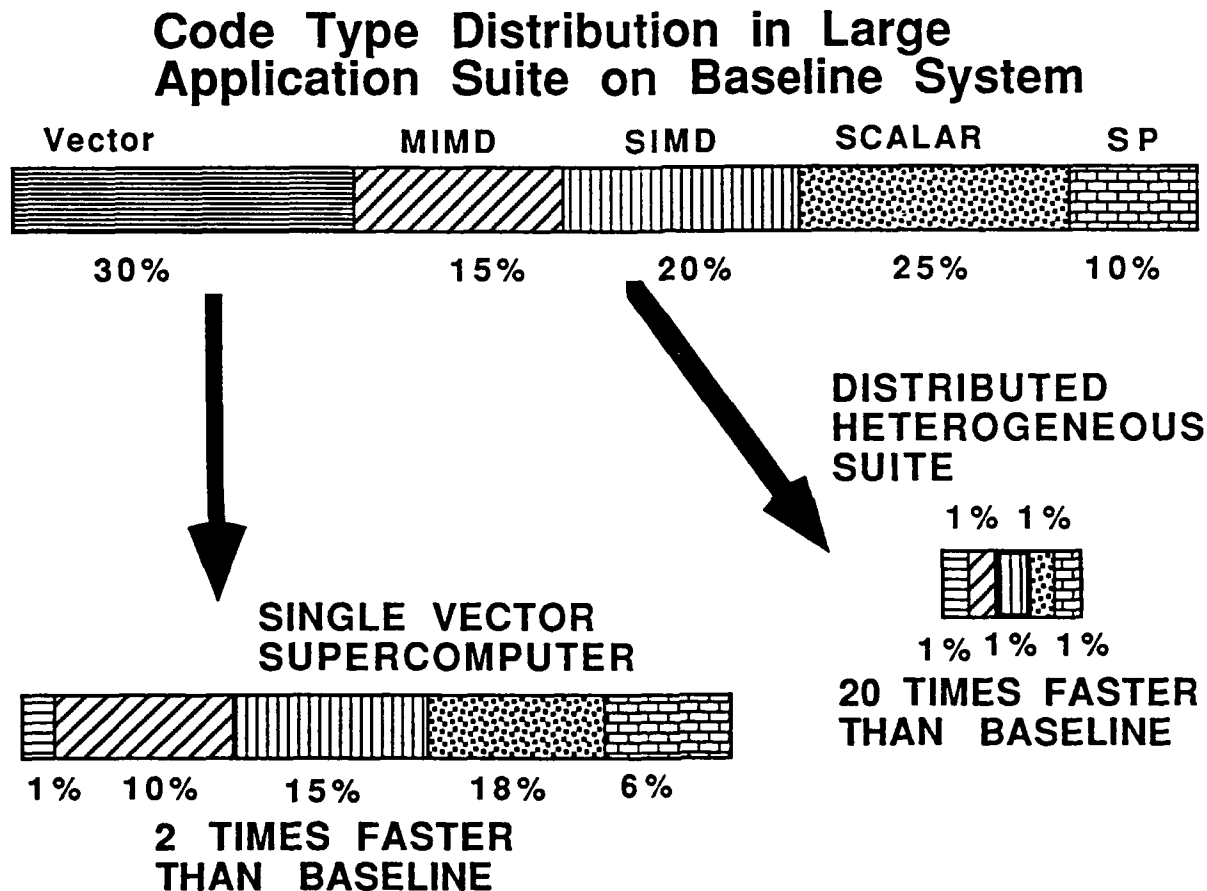 Code Type Distribution in Large
Application Suite on Baseline System
Vector MIMD SIMD SCALAR SP
30% 15% 20% 25% 10%
DISTRIBUTED
HETEROGENEOUS
SUITE
1% 1%
1% 1% 1%
20 TIMES FASTER
THAN BASELINE
SINGLE VECTOR
SUPERCOMPUTER
1% 10% 15% 18% 6%
2 TIMES FASTER
THAN BASELINE